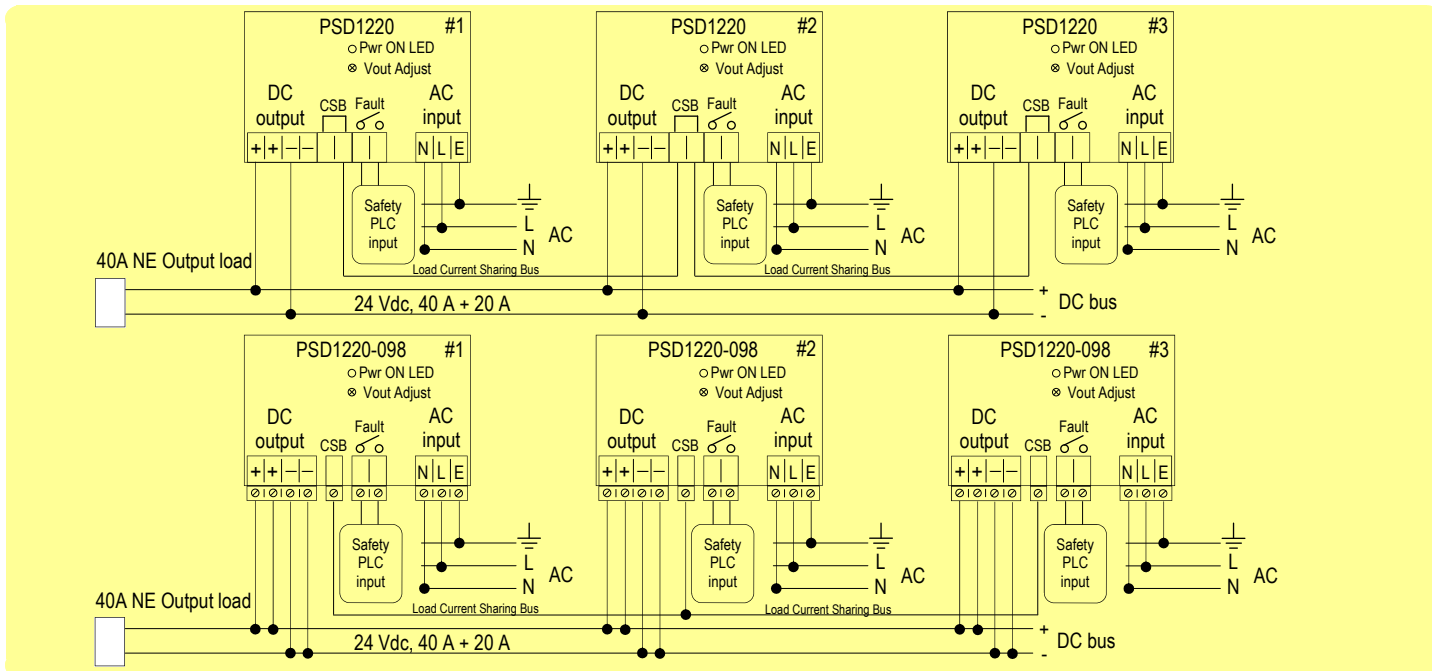 PSD1220 #1
Pwr ON LED
Vout Adjust
DC output
CSB
Fault
AC input
+ + — —
N L E
Safety PLC input
L
N
AC
PSD1220 #2
Pwr ON LED
Vout Adjust
DC output
CSB
Fault
AC input
+ + — —
N L E
Safety PLC input
L
N
AC
PSD1220 #3
Pwr ON LED
Vout Adjust
DC output
CSB
Fault
AC input
+ + — —
N L E
Safety PLC input
L
N
AC
Load Current Sharing Bus
Load Current Sharing Bus
40A NE Output load
24 Vdc, 40 A + 20 A
+
-
DC bus
PSD1220-098 #1
Pwr ON LED
Vout Adjust
DC output
CSB
Fault
AC input
+ + — —
N L E
Safety PLC input
L
N
AC
PSD1220-098 #2
Pwr ON LED
Vout Adjust
DC output
CSB
Fault
AC input
+ + — —
N L E
Safety PLC input
L
N
AC
PSD1220-098 #3
Pwr ON LED
Vout Adjust
DC output
CSB
Fault
AC input
+ + — —
N L E
Safety PLC input
L
N
AC
Load Current Sharing Bus
Load Current Sharing Bus
40A NE Output load
24 Vdc, 40 A + 20 A
+
-
DC bus